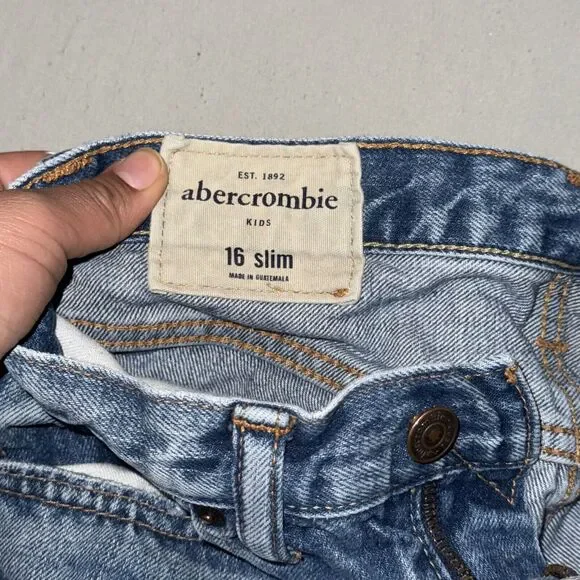 EST. 1892
abercrombie
KIDS
16 slim
MADE IN GUATEMALA